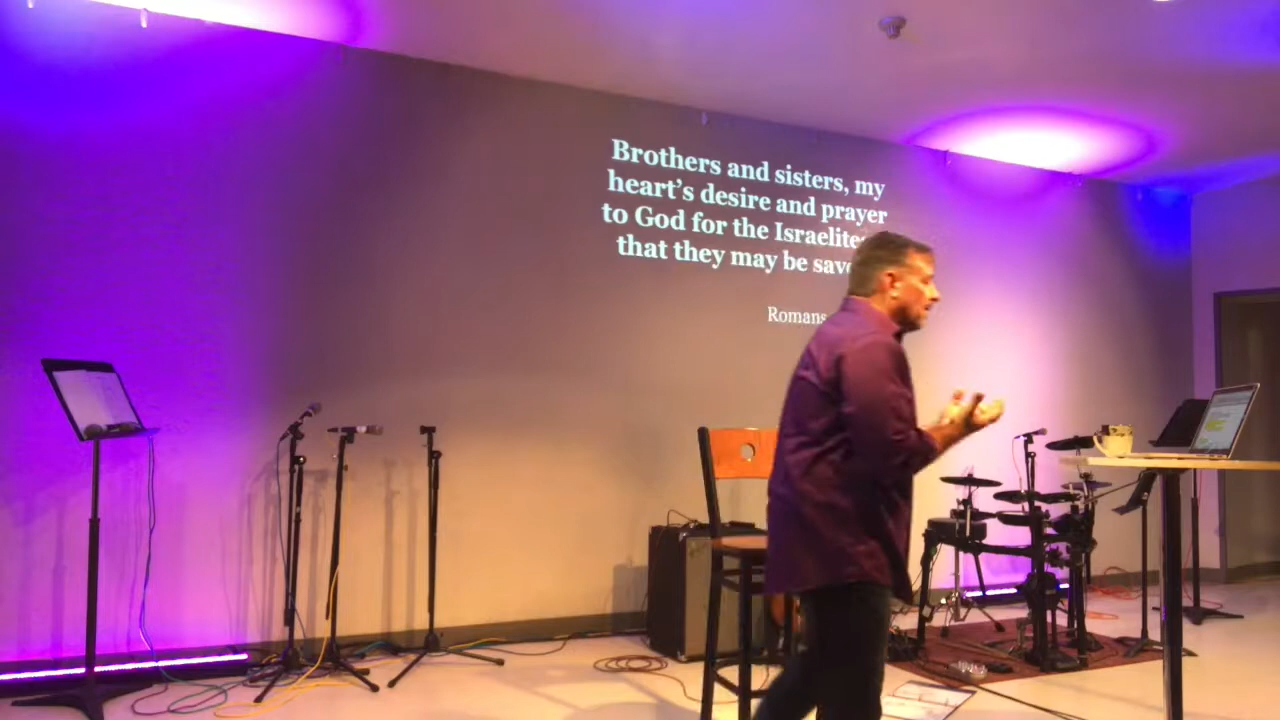 Brothers and sisters, my
heart’s desire and prayer
to God for the
that they may be
Romans